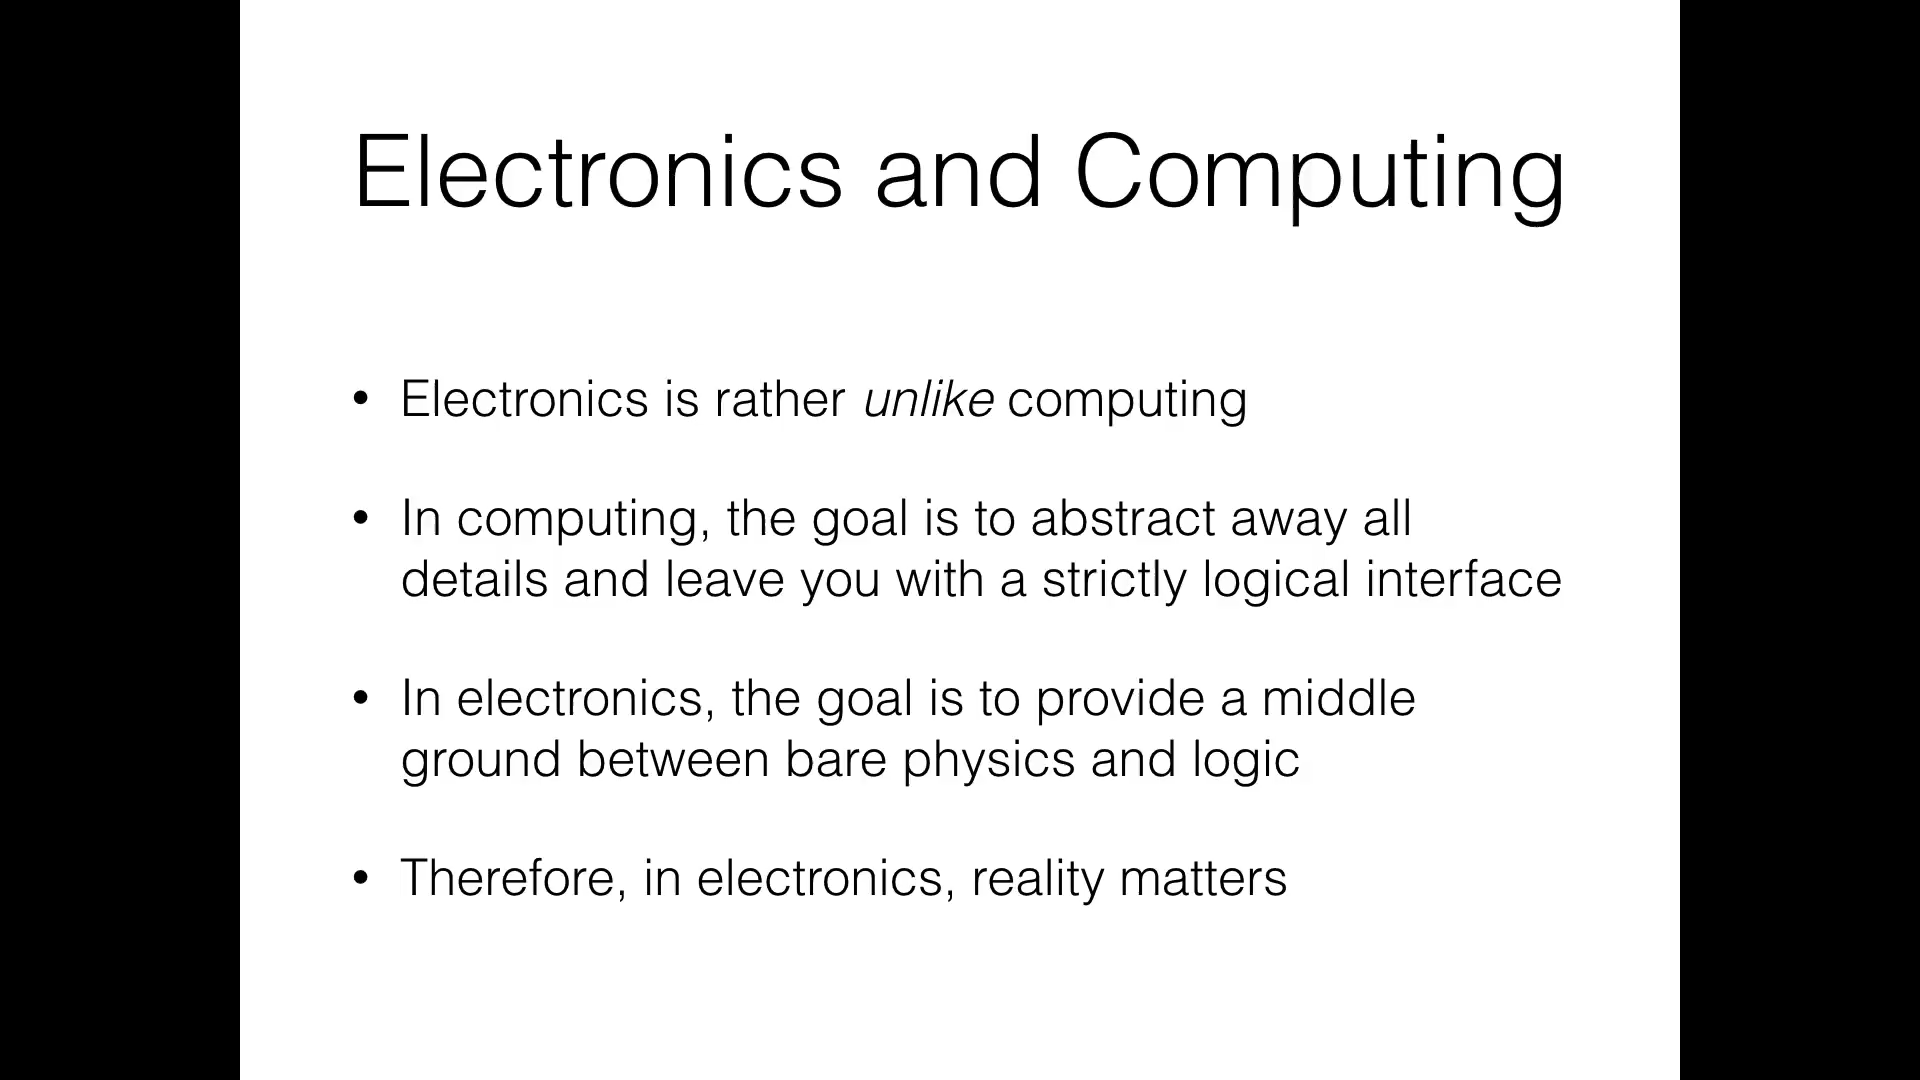 Electronics and Computing
• Electronics is rather unlike computing
• In computing, the goal is to abstract away all
details and leave you with a strictly logical interface
• In electronics, the goal is to provide a middle
ground between bare physics and logic
• Therefore, in electronics, reality matters